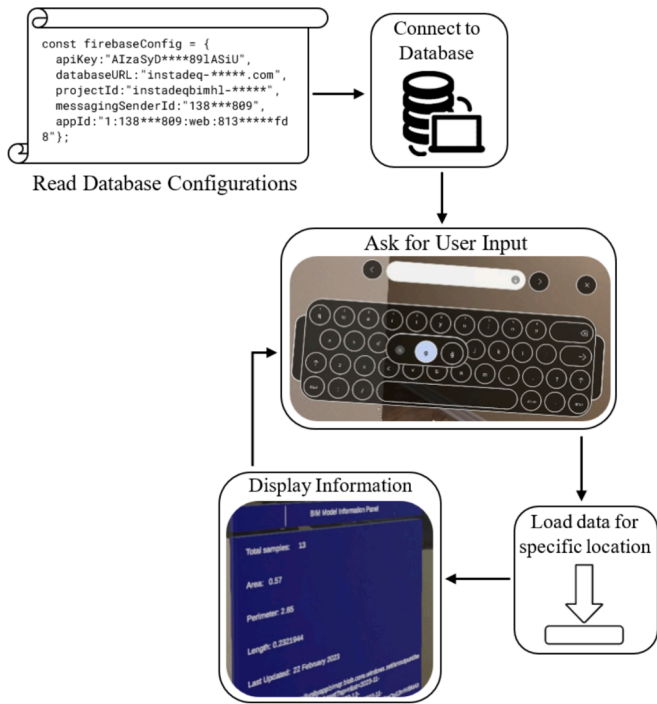 const firebaseConfig = {
apiKey:"AIzaSyD****89lASiU",
databaseURL:"instadeq-*****.com",
projectId:"instadeqbimhl-*****",
messagingSenderId:"138***809",
appId:"1:138***809:web:813*****fd
8"};
Read Database Configurations
Connect to
Database
Ask for User Input
Display Information
BIM Model Information Panel
Total samples: 13
Area: 0.57
Perimeter: 2.85
Length: 0.2321944
Last Updated: 22 February 2023
Load data for
specific location